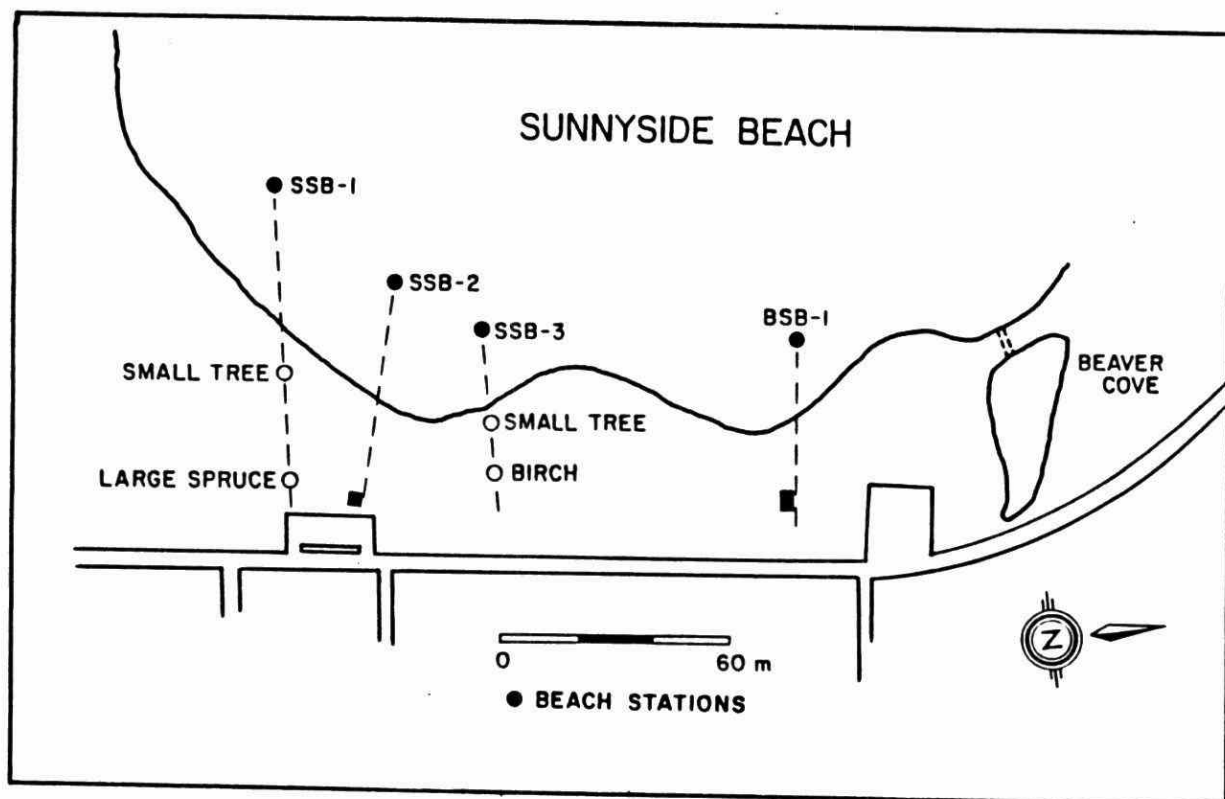 SUNNYSIDE BEACH
SSB-1
SSB-2
SSB-3
BSB-1
SMALL TREE
BEAVER
COVE
SMALL TREE
LARGE SPRUCE
BIRCH
N
0 60 m
BEACH STATIONS